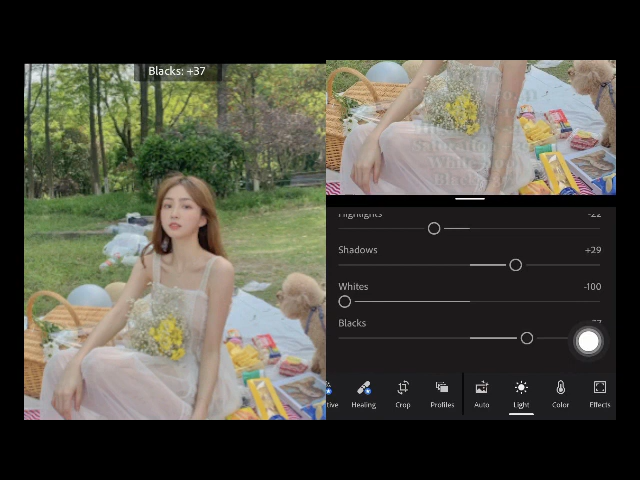 Blacks: +37
Highlights
-22
Shadows
+29
Whites
-100
Blacks
Healing
Crop
Profiles
Auto
Light
Color
Effects